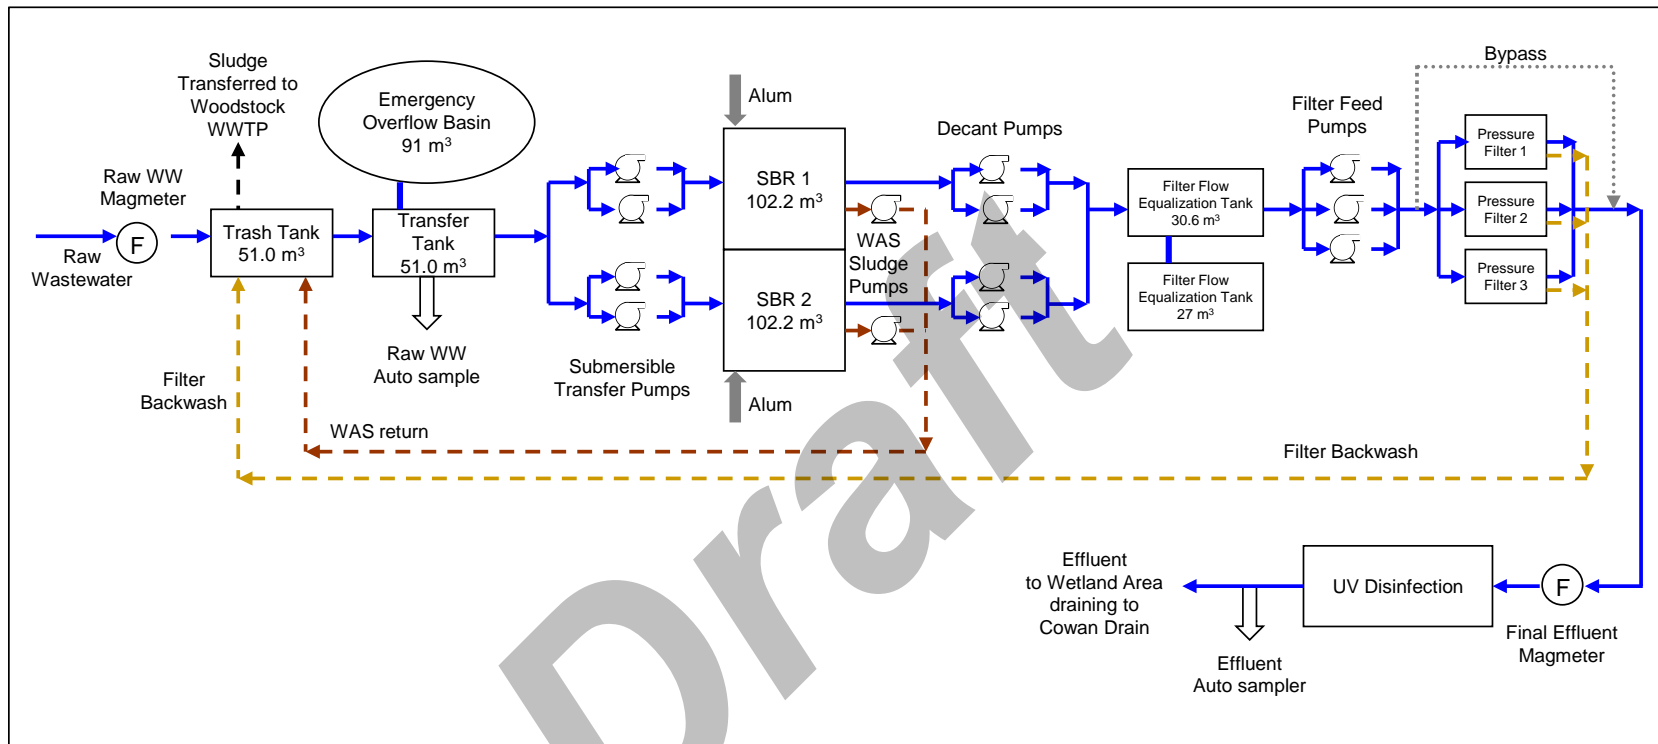 Sludge
Transferred to
Woodstock
WWTP
Emergency
Overflow Basin
91 m³
Raw WW
Magmeter
F
Raw
Wastewater
Trash Tank
51.0 m³
Transfer
Tank
51.0 m³
Raw WW
Auto sample
Filter
Backwash
WAS return
Submersible
Transfer Pumps
Alum
SBR 1
102.2 m³
SBR 2
102.2 m³
Alum
WAS
Sludge
Pumps
Decant Pumps
Filter Flow
Equalization Tank
30.6 m³
Filter Flow
Equalization Tank
27 m³
Filter Feed
Pumps
Bypass
Pressure
Filter 1
Pressure
Filter 2
Pressure
Filter 3
Filter Backwash
Effluent
to Wetland Area
draining to
Cowan Drain
UV Disinfection
F
Final Effluent
Magmeter
Effluent
Auto sampler
Draft